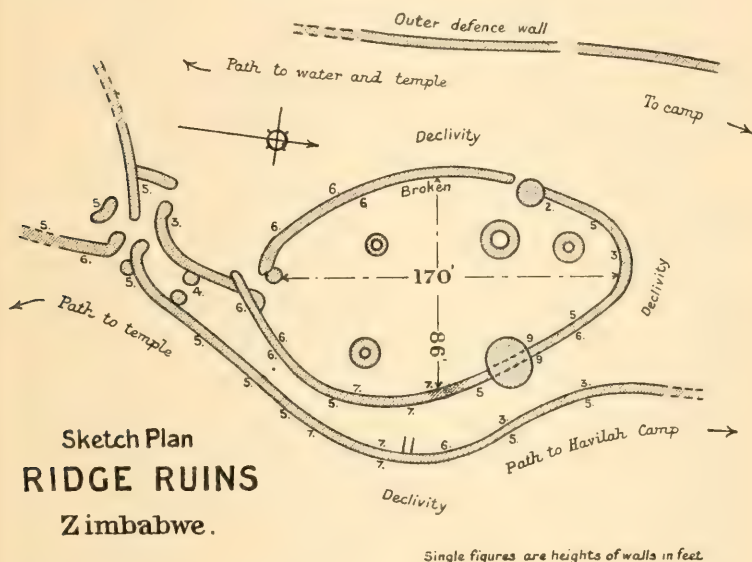 Outer defence wall
Path to water and temple
To camp
Declivity
5.
6.
6
Broken
2.
5
5
3.
5.
6.
6
3
170'
Declivity
5.
4.
6.
Path to temple
5.
6.
6.
86'
9
9
5
6.
7.
7.
5
5.
5.
5.
7.
7.
7.
7.
6.
3.
5.
3.
5.
Path to Havilah Camp
Sketch Plan
RIDGE RUINS
Zimbabwe.
Declivity
Single figures are heights of walls in feet